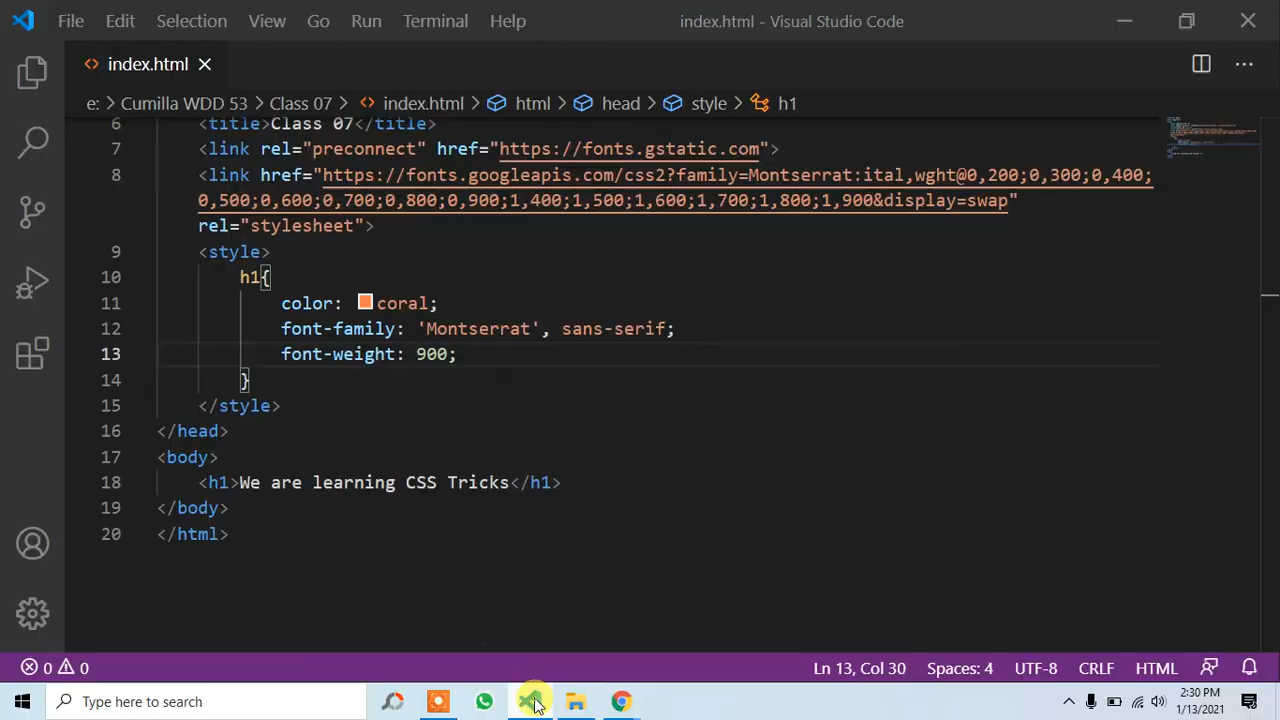 File Edit Selection View Go Run Terminal Help index.html - Visual Studio Code
index.html
e: > Cumilla WDD 53 > Class 07 > index.html > html > head > style > h1
6 <title>Class 07</title>
7 <link rel="preconnect" href="https://fonts.gstatic.com">
8 <link href="https://fonts.googleapis.com/css2?family=Montserrat:ital,wght@0,200;0,300;0,400;
0,500;0,600;0,700;0,800;0,900;1,400;1,500;1,600;1,700;1,800;1,900&display=swap"
rel="stylesheet">
9 <style>
10 h1{
11 color: coral;
12 font-family: 'Montserrat', sans-serif;
13 font-weight: 900;
14 }
15 </style>
16 </head>
17 <body>
18 <h1>We are learning CSS Tricks</h1>
19 </body>
20 </html>
0 0 Ln 13, Col 30 Spaces: 4 UTF-8 CRLF HTML
Type here to search
2:30 PM
1/13/2021